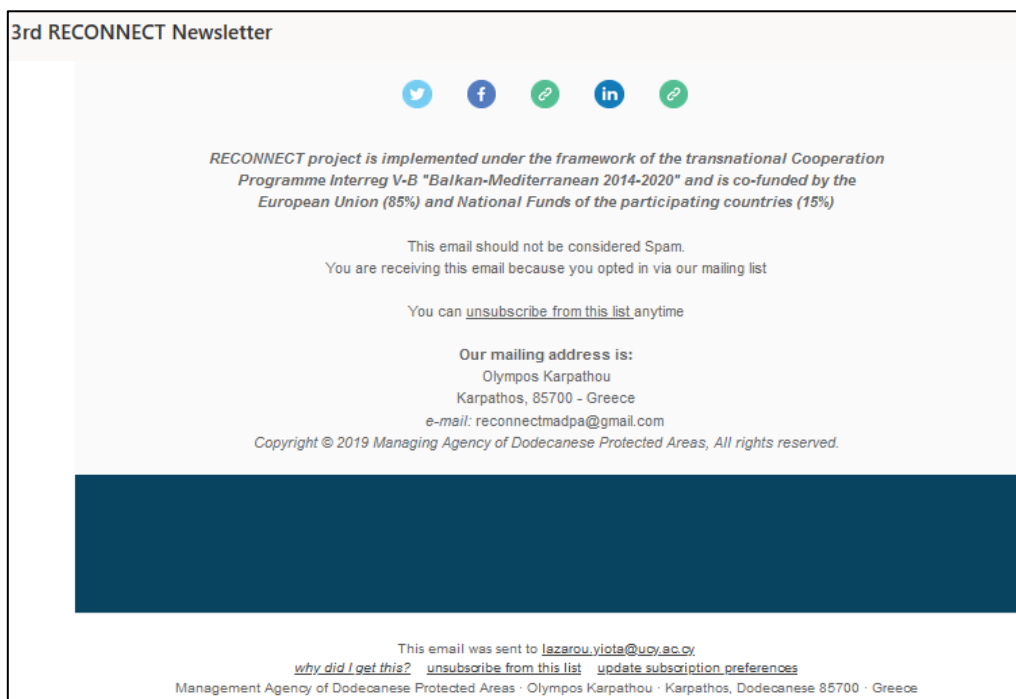 3rd RECONNECT Newsletter
RECONNECT project is implemented under the framework of the transnational Cooperation
Programme Interreg V-B "Balkan-Mediterranean 2014-2020" and is co-funded by the
European Union (85%) and National Funds of the participating countries (15%)
This email should not be considered Spam.
You are receiving this email because you opted in via our mailing list
You can unsubscribe from this list anytime
Our mailing address is:
Olympos Karpathou
Karpathos, 85700 - Greece
e-mail: reconnectmadpa@gmail.com
Copyright © 2019 Managing Agency of Dodecanese Protected Areas, All rights reserved.
This email was sent to lazarou.yiota@ucy.ac.cy
why did I get this? unsubscribe from this list update subscription preferences
Management Agency of Dodecanese Protected Areas · Olympos Karpathou · Karpathos, Dodecanese 85700 · Greece